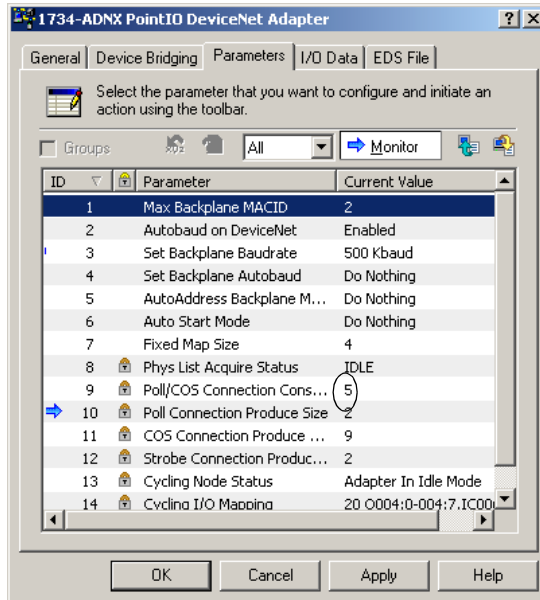 1734-ADNX PointIO DeviceNet Adapter
General Device Bridging Parameters I/O Data EDS File
Select the parameter that you want to configure and initiate an
action using the toolbar.
Groups All Monitor
ID Parameter Current Value
1 Max Backplane MACID 2
2 Autobaud on DeviceNet Enabled
3 Set Backplane Baudrate 500 Kbaud
4 Set Backplane Autobaud Do Nothing
5 AutoAddress Backplane M... Do Nothing
6 Auto Start Mode Do Nothing
7 Fixed Map Size 4
8 Phys List Acquire Status IDLE
9 Poll/COS Connection Cons... 5
10 Poll Connection Produce Size 2
11 COS Connection Produce ... 9
12 Strobe Connection Produc... 2
13 Cycling Node Status Adapter In Idle Mode
14 Cycling I/O Mapping 20 O004:0-004:7.IC00
OK Cancel Apply Help